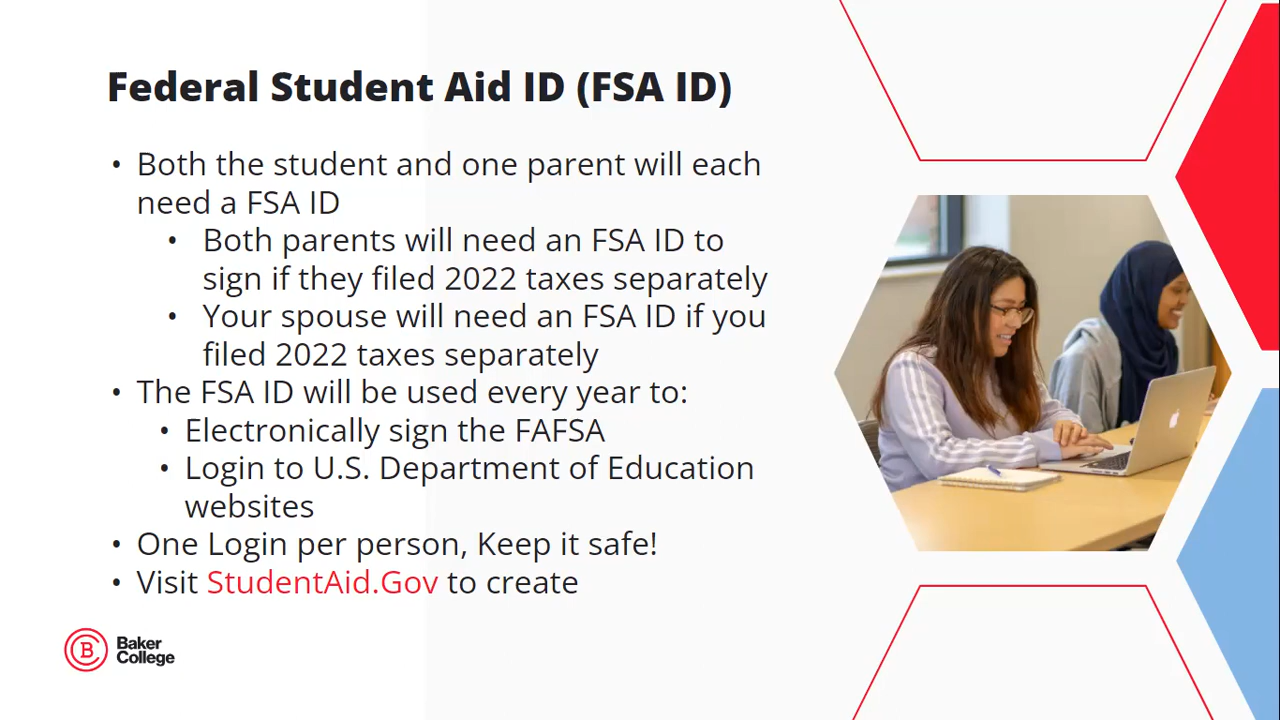 Federal Student Aid ID (FSA ID)
• Both the student and one parent will each
need a FSA ID
• Both parents will need an FSA ID to
sign if they filed 2022 taxes separately
• Your spouse will need an FSA ID if you
filed 2022 taxes separately
• The FSA ID will be used every year to:
• Electronically sign the FAFSA
• Login to U.S. Department of Education
websites
• One Login per person, Keep it safe!
• Visit StudentAid.Gov to create
B
Baker
College